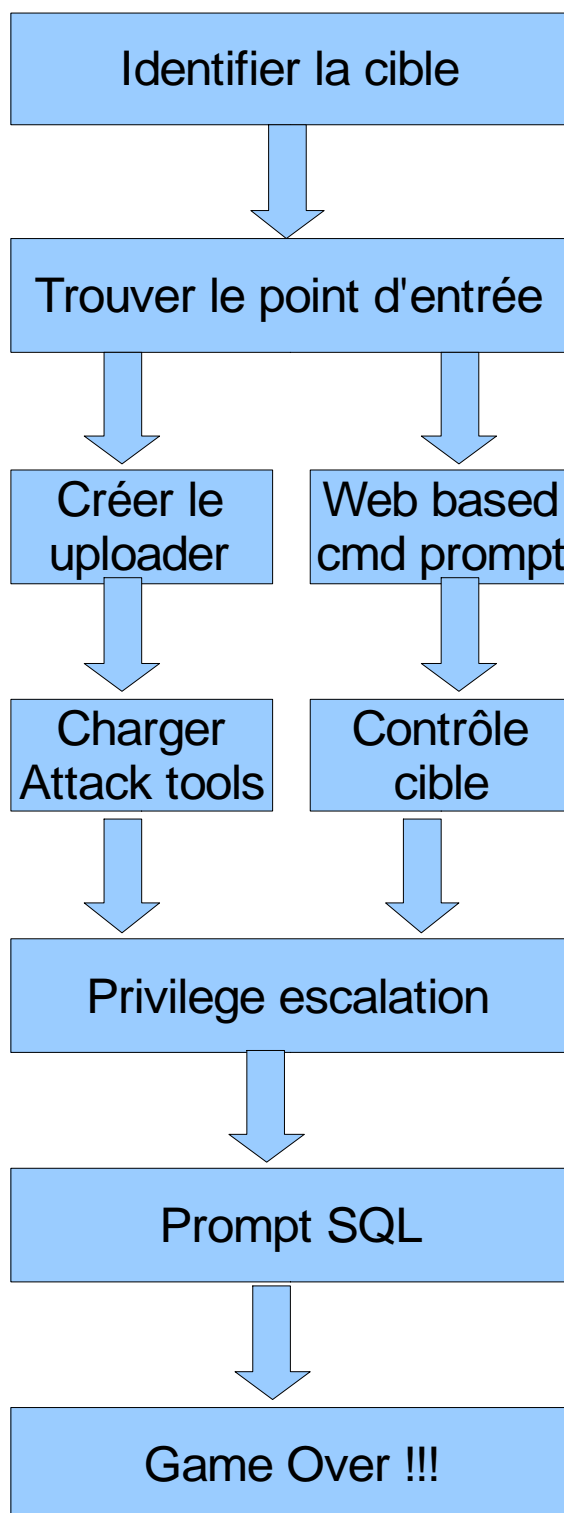 Identifier la cible
Trouver le point d'entrée
Créer le
uploader
Web based
cmd prompt
Charger
Attack tools
Contrôle
cible
Privilege escalation
Prompt SQL
Game Over !!!